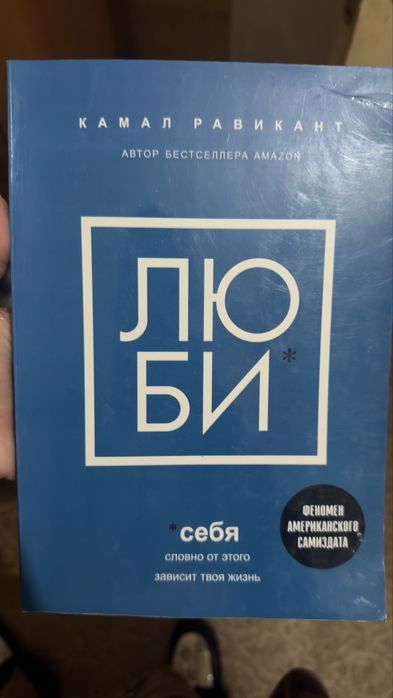 КАМАЛ РАВИКАНТ
АВТОР БЕСТСЕЛЛЕРА AMAZON
ЛЮ
БИ*
*себя
словно от этого
зависит твоя жизнь
ФЕНОМЕН
АМЕРИКАНСКОГО
САМИЗДАТА